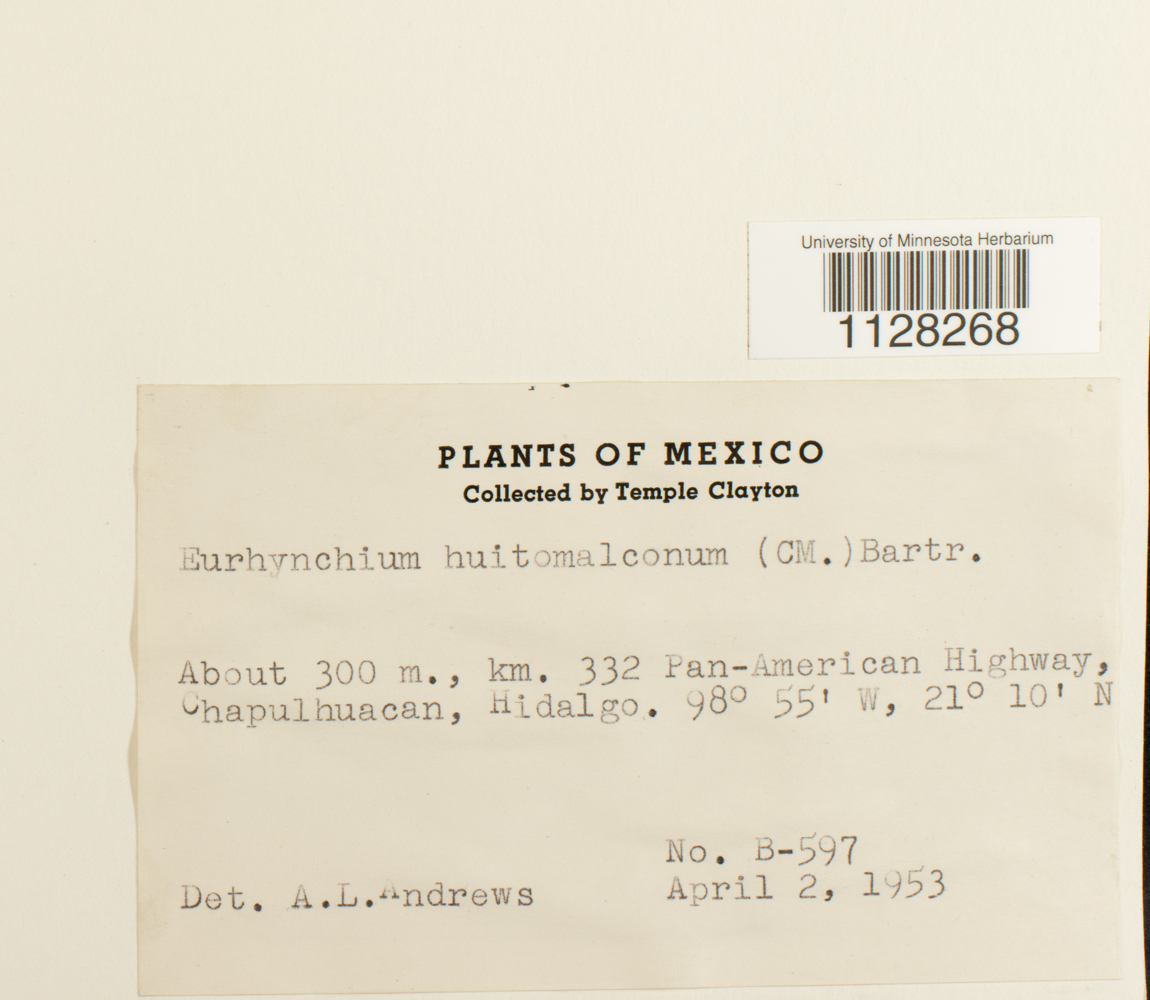 University of Minnesota Herbarium
1128268
PLANTS OF MEXICO
Collected by Temple Clayton
Eurhynchium huitomalconum (CM.)Bartr.
About 300 m., km. 332 Pan-American Highway,
Chapulhuacan, Hidalgo. 98° 55' W, 21° 10' N
No. B-597
Det. A.L.Andrews April 2, 1953